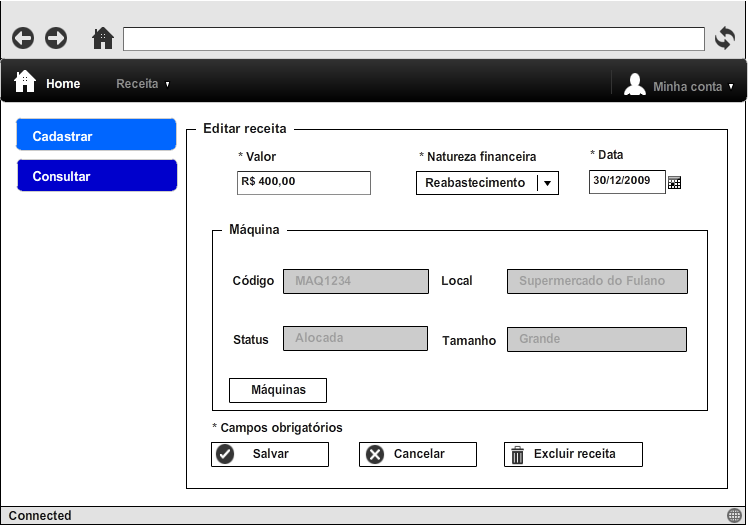 Home
Receita
Minha conta
Cadastrar
Consultar
Editar receita
* Valor
* Natureza financeira
* Data
R$ 400,00
Reabastecimento
30/12/2009
Máquina
Código
MAQ1234
Local
Supermercado do Fulano
Status
Alocada
Tamanho
Grande
Máquinas
* Campos obrigatórios
Salvar
Cancelar
Excluir receita
Connected